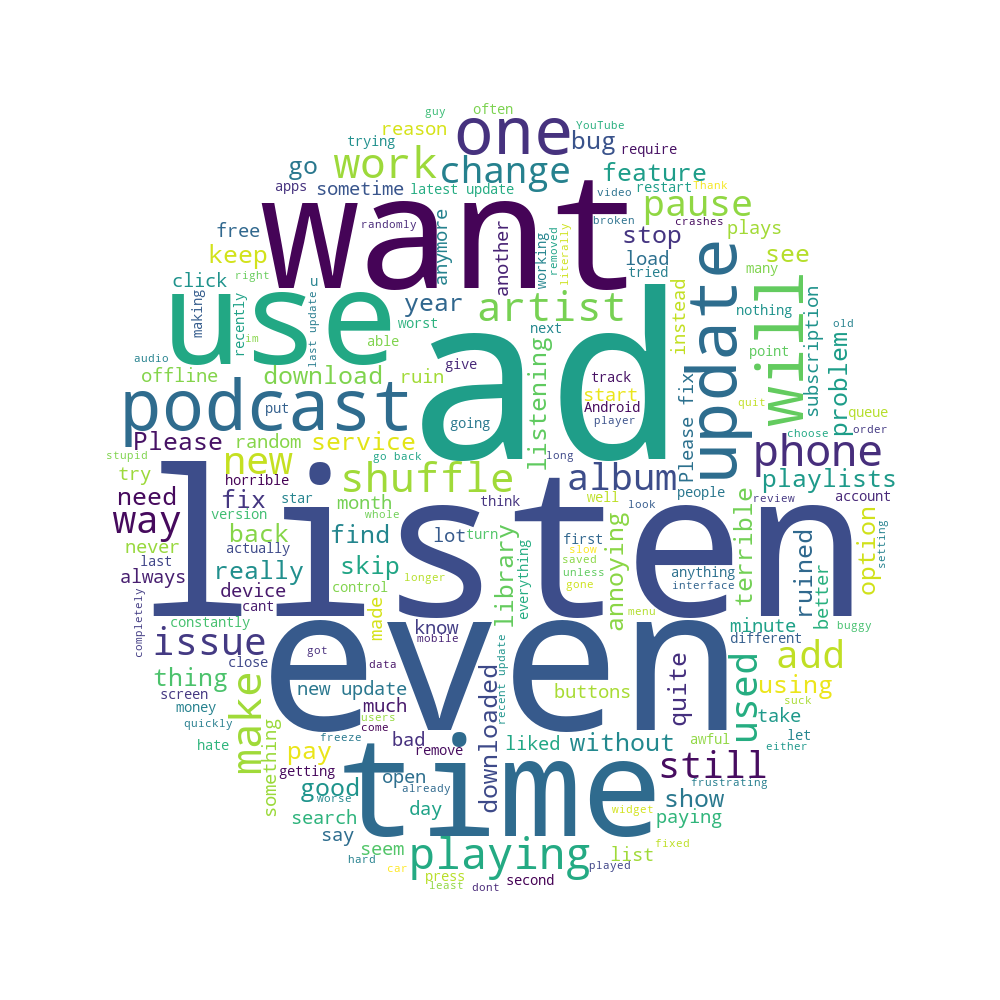 guy
often
one
YouTube
reason
trying
bug
require
work
go
change
feature
apps
sometime
latest update
restart
Thank
want
video
pause
free
randomly
anymore
broken
crashes
stop
plays
keep
another
working
removed
literally
load
update
see
click
right
u
tried
many
use
making
recently
last update
year
artist
instead
will
subscription
nothing
worst
next
old
im
able
ad
point
problem
audio
give
offline
download
ruin
track
start
Please fix
podcast
put
listening
Android
quit
choose
queue
going
player
order
Please
random
service
phone
stupid
new
go back
long
try
horrible
shuffle
album
playlists
need
fix
star
month
think
well
people
review
account
way
version
whole
lot
turn
library
look
terrible
option
setting
never
back
find
first
annoying
ruined
actually
slow
last
listen
saved
always
really
skip
everything
unless
anything
better
device
control
longer
gone
interface
completely
cant
made
menu
constantly
know
minute
buggy
issue
mobile
even
different
close
got
add
thing
data
screen
new update
downloaded
recent update
buttons
quite
used
using
money
make
much
suck
quickly
users
take
come
hate
something
freeze
bad
liked
without
awful
let
pay
remove
either
getting
time
open
still
frustrating
good
already
worse
show
search
day
widget
paying
say
seem
playing
fixed
hard
list
car
played
press
second
least
dont